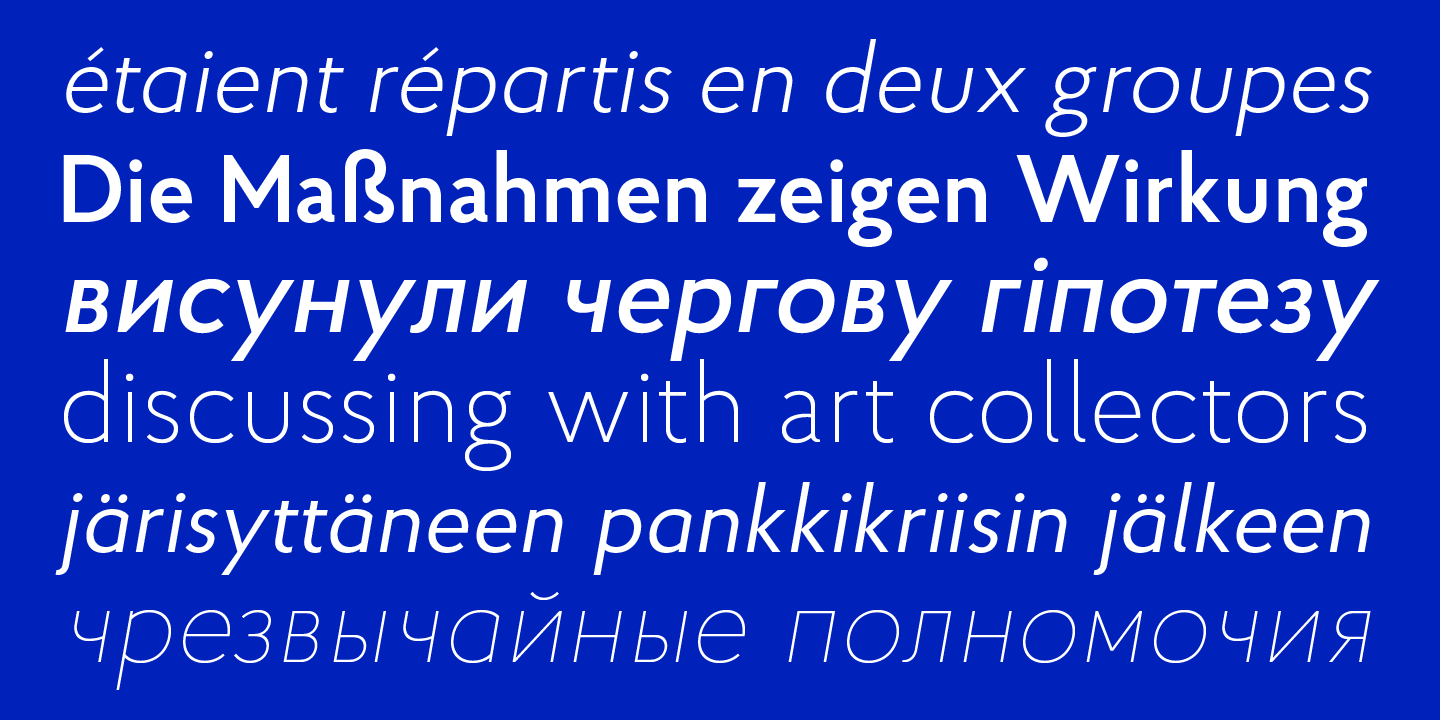 étaient répartis en deux groupes
Die Maßnahmen zeigen Wirkung
висунули чергову гіпотезу
discussing with art collectors
järisyttäneen pankkikriisin jälkeen
чрезвычайные полномочия